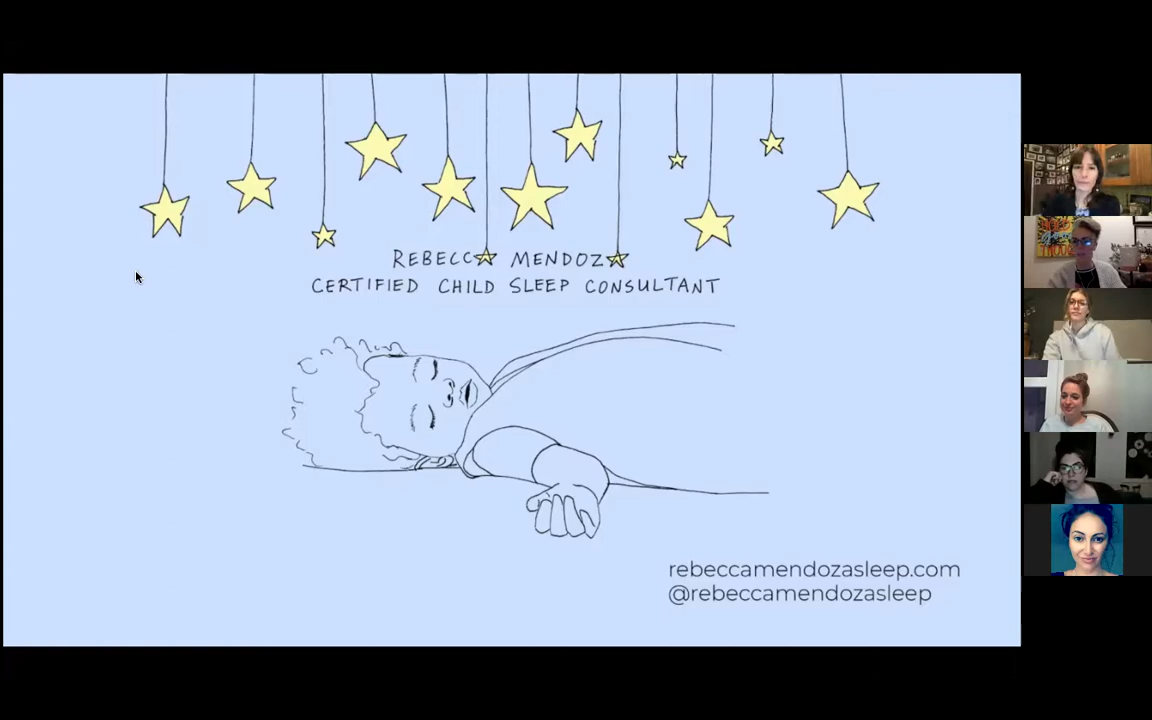 REBECCA MENDOZA
CERTIFIED CHILD SLEEP CONSULTANT
rebeccamendozasleep.com
@rebeccamendozasleep